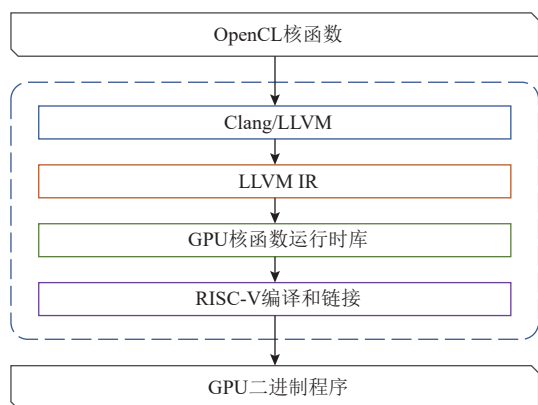 OpenCL核函数
Clang/LLVM
LLVM IR
GPU核函数运行时库
RISC-V编译和链接
GPU二进制程序